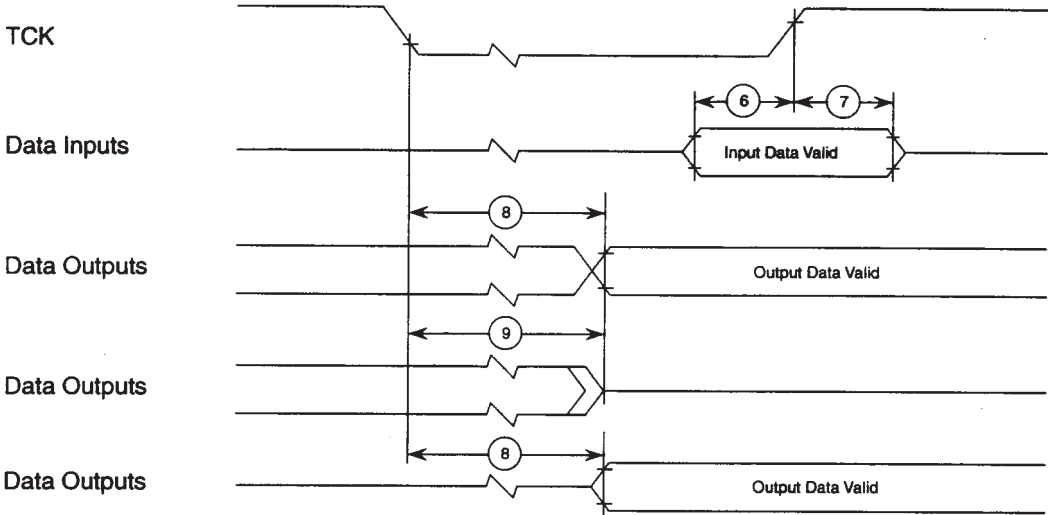 TCK
6
7
Data Inputs
Input Data Valid
8
Data Outputs
Output Data Valid
9
Data Outputs
8
Data Outputs
Output Data Valid